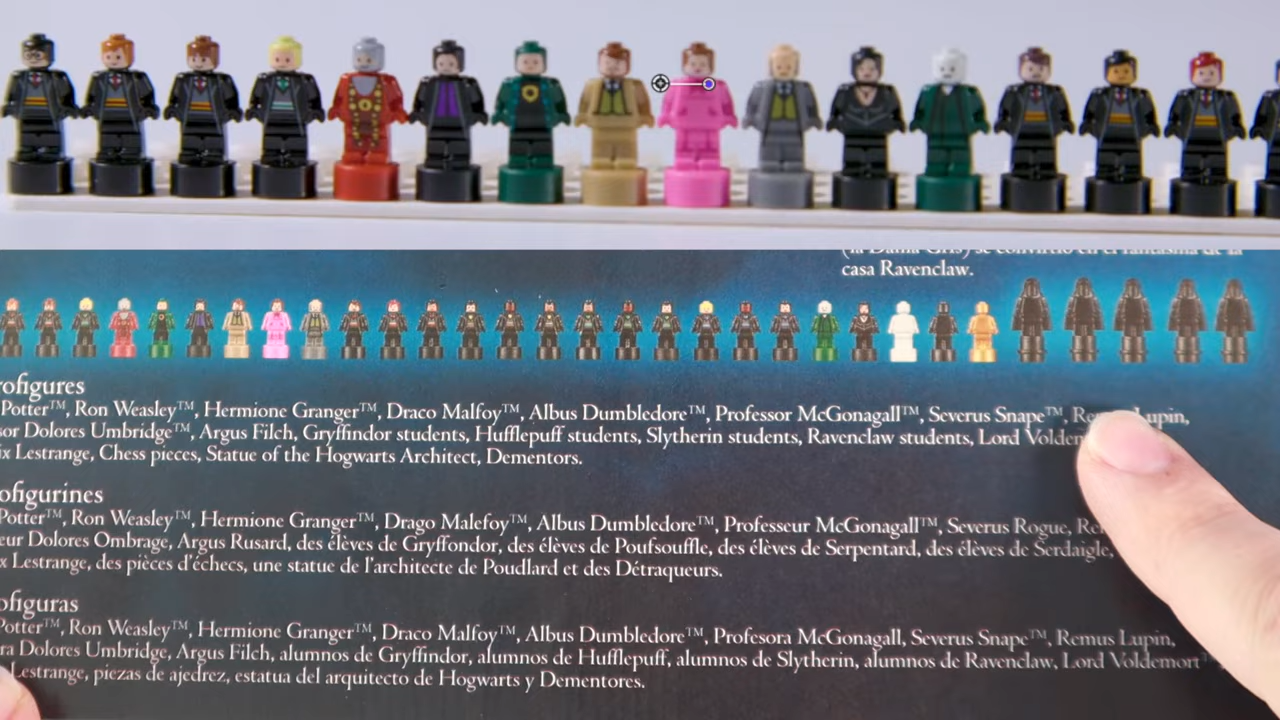 (la Dama Gris) se convirtió en el fantasma de la
casa Ravenclaw.
rofigures
Potter™, Ron Weasley™, Hermione Granger™, Draco Malfoy™, Albus Dumbledore™, Professor McGonagall™, Severus Snape™, Remus Lupin,
sor Dolores Umbridge™, Argus Filch, Gryffindor students, Hufflepuff students, Slytherin students, Ravenclaw students, Lord Voldem
ix Lestrange, Chess pieces, Statue of the Hogwarts Architect, Dementors.
ofigurines
Potter™, Ron Weasley™, Hermione Granger™, Drago Malefoy™, Albus Dumbledore™, Professeur McGonagall™, Severus Rogue, Re
eur Dolores Ombrage, Argus Rusard, des élèves de Gryffondor, des élèves de Poufsouffle, des élèves de Serpentard, des élèves de Serdaigle,
x Lestrange, des pièces d'échecs, une statue de l'architecte de Poudlard et des Détraqueurs.
ofiguras
Potter™, Ron Weasley™, Hermione Granger™, Draco Malfoy™, Albus Dumbledore™, Profesora McGonagall, Severus Snape™, Remus Lupin,
ra Dolores Umbridge, Argus Filch, alumnos de Gryffindor, alumnos de Hufflepuff, alumnos de Slytherin, alumnos de Ravenclaw, Lord Voldemort™
Lestrange, piezas de ajedrez, estatua del arquitecto de Hogwarts y Dementores.